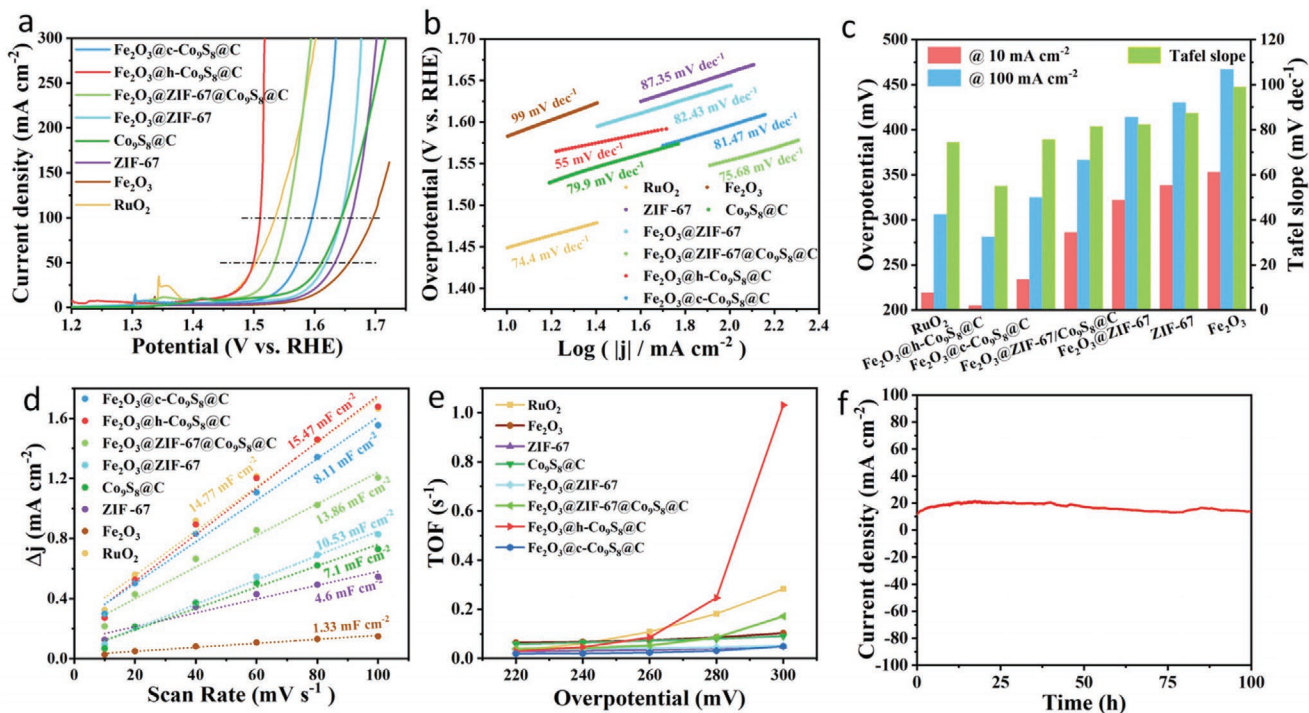 a
Current density (mA cm⁻²)
300
250
200
150
100
50
0
Fe₂O₃@c-Co₉S₈@C
Fe₂O₃@h-Co₉S₈@C
Fe₂O₃@ZIF-67@Co₉S₈@C
Fe₂O₃@ZIF-67
Co₉S₈@C
ZIF-67
Fe₂O₃
RuO₂
1.2 1.3 1.4 1.5 1.6 1.7
Potential (V vs. RHE)
b
Overpotential (V vs. RHE)
1.70
1.65
1.60
1.55
1.50
1.45
1.40
87.35 mV dec⁻¹
99 mV dec⁻¹
82.43 mV dec⁻¹
55 mV dec⁻¹
81.47 mV dec⁻¹
79.9 mV dec⁻¹
75.68 mV dec⁻¹
74.4 mV dec⁻¹
RuO₂ Fe₂O₃
ZIF-67 Co₉S₈@C
Fe₂O₃@ZIF-67
Fe₂O₃@ZIF-67@Co₉S₈@C
Fe₂O₃@h-Co₉S₈@C
Fe₂O₃@c-Co₉S₈@C
1.0 1.2 1.4 1.6 1.8 2.0 2.2 2.4
Log ( |j| / mA cm⁻²)
c
Overpotential (mV)
500
450
400
350
300
250
200
@ 10 mA cm⁻² Tafel slope
@ 100 mA cm⁻²
120
100
80
60
40
20
0
Tafel slope (mV dec⁻¹)
RuO₂
Fe₂O₃@h-Co₉S₈@C
Fe₂O₃@c-Co₉S₈@C
Fe₂O₃@ZIF-67/Co₉S₈@C
Fe₂O₃@ZIF-67
ZIF-67
Fe₂O₃
d
Δj (mA cm⁻²)
1.6
1.2
0.8
0.4
0.0
Fe₂O₃@c-Co₉S₈@C
Fe₂O₃@h-Co₉S₈@C
Fe₂O₃@ZIF-67@Co₉S₈@C
Fe₂O₃@ZIF-67
Co₉S₈@C
ZIF-67
Fe₂O₃
RuO₂
15.47 mF cm⁻²
14.77 mF cm⁻²
8.11 mF cm⁻²
13.86 mF cm⁻²
10.53 mF cm⁻²
7.1 mF cm⁻²
4.6 mF cm⁻²
1.33 mF cm⁻²
20 40 60 80 100
Scan Rate (mV s⁻¹)
e
TOF (s⁻¹)
1.0
0.8
0.6
0.4
0.2
0.0
RuO₂
Fe₂O₃
ZIF-67
Co₉S₈@C
Fe₂O₃@ZIF-67
Fe₂O₃@ZIF-67@Co₉S₈@C
Fe₂O₃@h-Co₉S₈@C
Fe₂O₃@c-Co₉S₈@C
220 240 260 280 300
Overpotential (mV)
f
Current density (mA cm⁻²)
100
80
60
40
20
0
-20
-40
-60
-80
-100
0 25 50 75 100
Time (h)